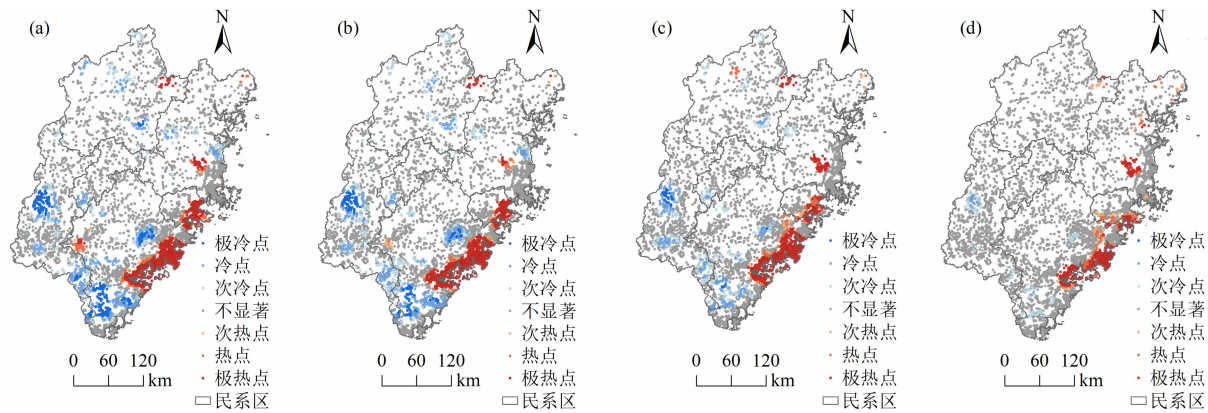 (a)
N
极冷点
冷点
次冷点
不显著
次热点
热点
极热点
民系区
0 60 120
km
(b)
N
极冷点
冷点
次冷点
不显著
次热点
热点
极热点
民系区
0 60 120
km
(c)
N
极冷点
冷点
次冷点
不显著
次热点
热点
极热点
民系区
0 60 120
km
(d)
N
极冷点
冷点
次冷点
不显著
次热点
热点
极热点
民系区
0 60 120
km